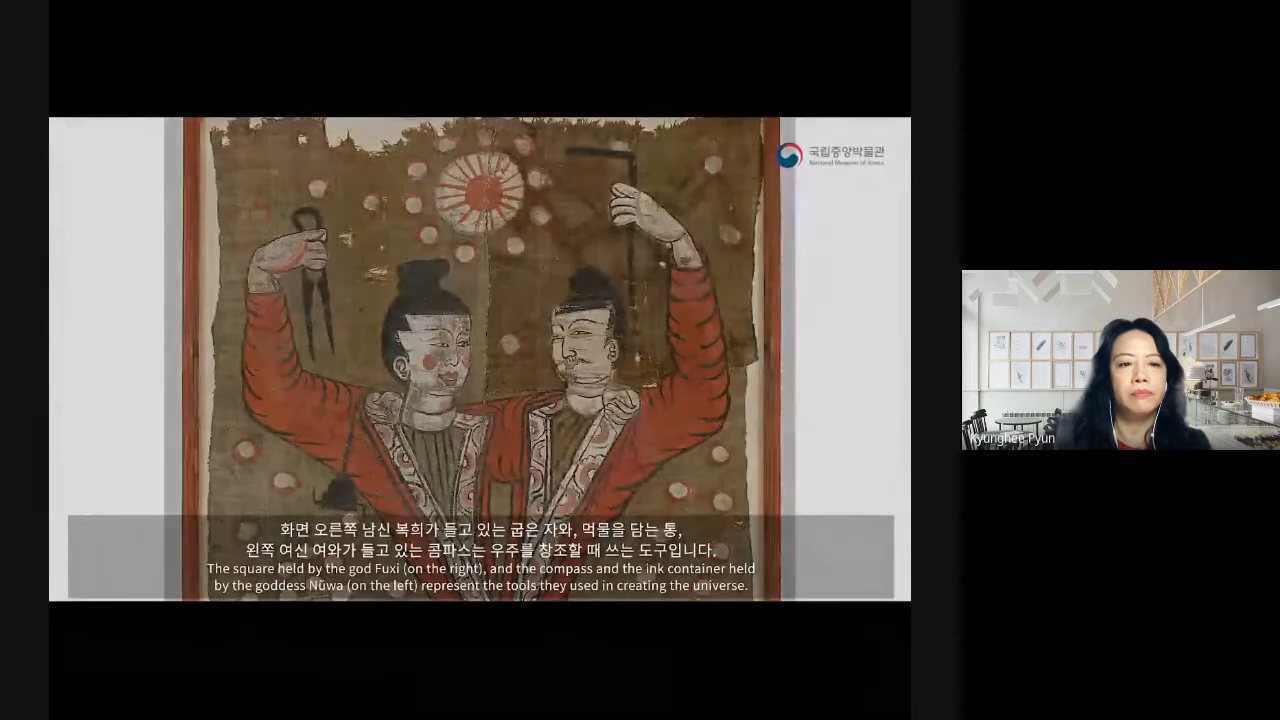 국립중앙박물관
National Museum of Korea
화면 오른쪽 남신 복희가 들고 있는 굽은 자와, 먹물을 담는 통,
왼쪽 여신 여와가 들고 있는 콤파스는 우주를 창조할 때 쓰는 도구입니다.
The square held by the god Fuxi (on the right), and the compass and the ink container held
by the goddess Nüwa (on the left) represent the tools they used in creating the universe.
Kyunghee Pyun